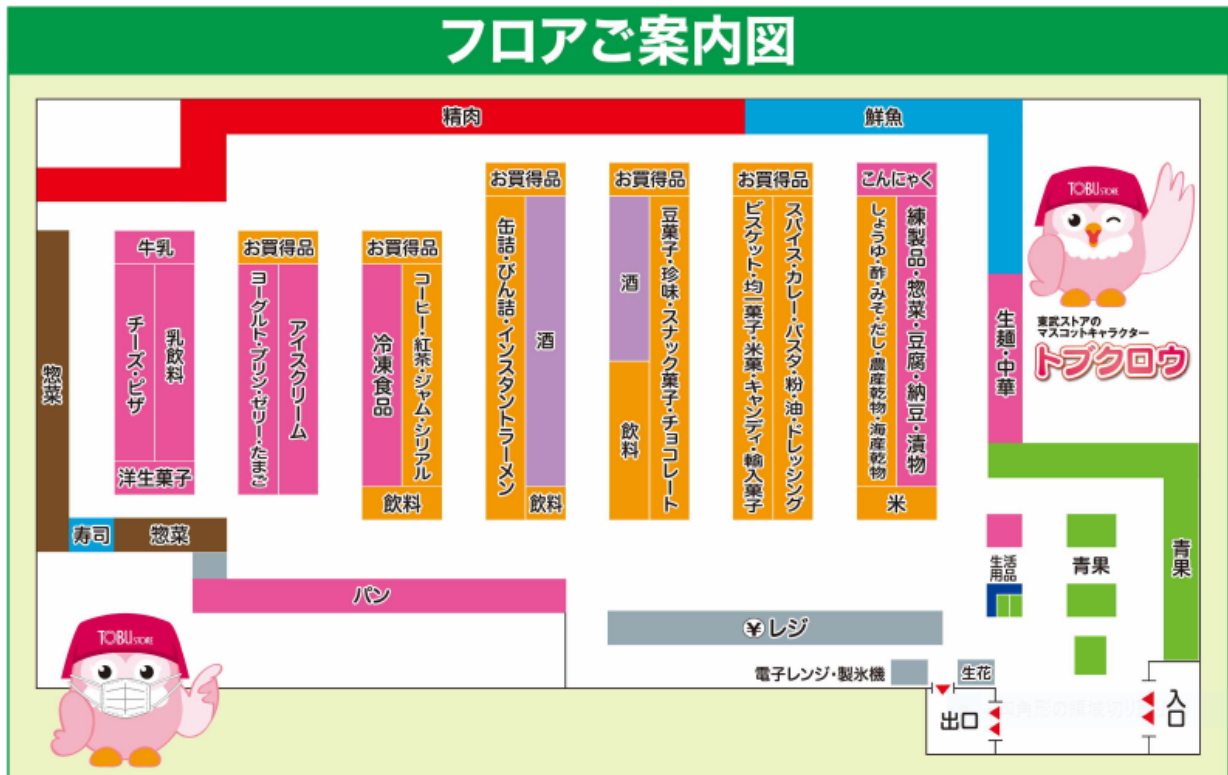 フロアご案内図
精肉
鮮魚
TOBU STORE
東武ストアの
マスコットキャラクター
トブクロウ
惣菜
牛乳
チーズ・ピザ
乳飲料
洋生菓子
お買得品
ヨーグルト・プリン・ゼリー・たまご
アイスクリーム
お買得品
冷凍食品
コーヒー・紅茶・ジャム・シリアル
飲料
お買得品
缶詰・びん詰・インスタントラーメン
酒
飲料
お買得品
酒
飲料
豆菓子・珍味・スナック菓子・チョコレート
お買得品
ビスケット・均一菓子・米菓・キャンディ・輸入菓子
スパイス・カレー・パスタ・粉・油・ドレッシング
こんにゃく
しょうゆ・酢・みそ・だし・農産乾物・海産乾物
練製品・惣菜・豆腐・納豆・漬物
米
生麺・中華
寿司
惣菜
パン
生活
用品
青果
青果
¥レジ
電子レンジ・製氷機
生花
出口
入口
TOBU STORE